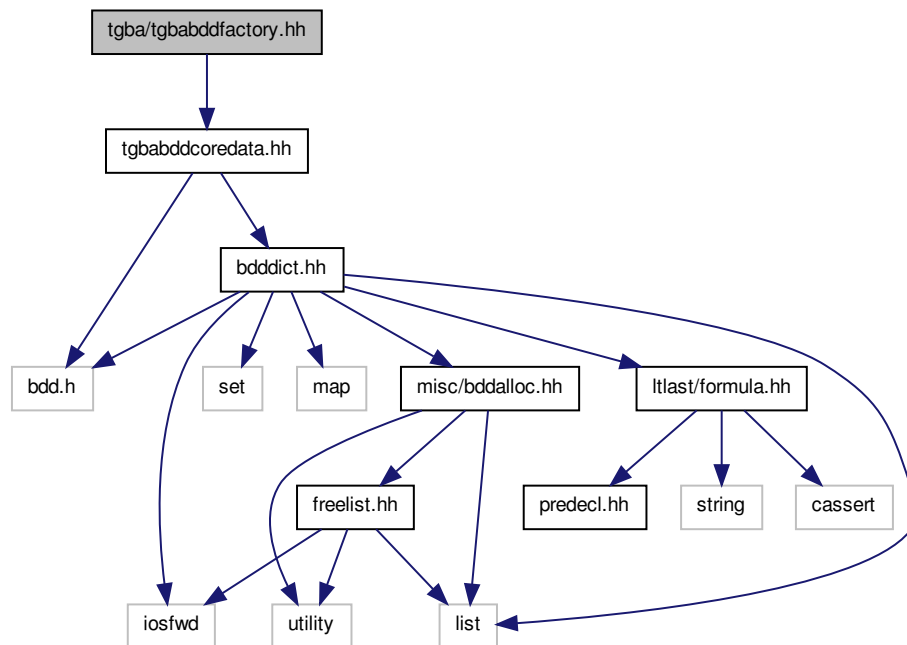 tgba/tgbabddfactory.hh
tgbabddcoredata.hh
bdddict.hh
bdd.h
set
map
misc/bddalloc.hh
ltlast/formula.hh
freelist.hh
predecl.hh
string
cassert
iosfwd
utility
list